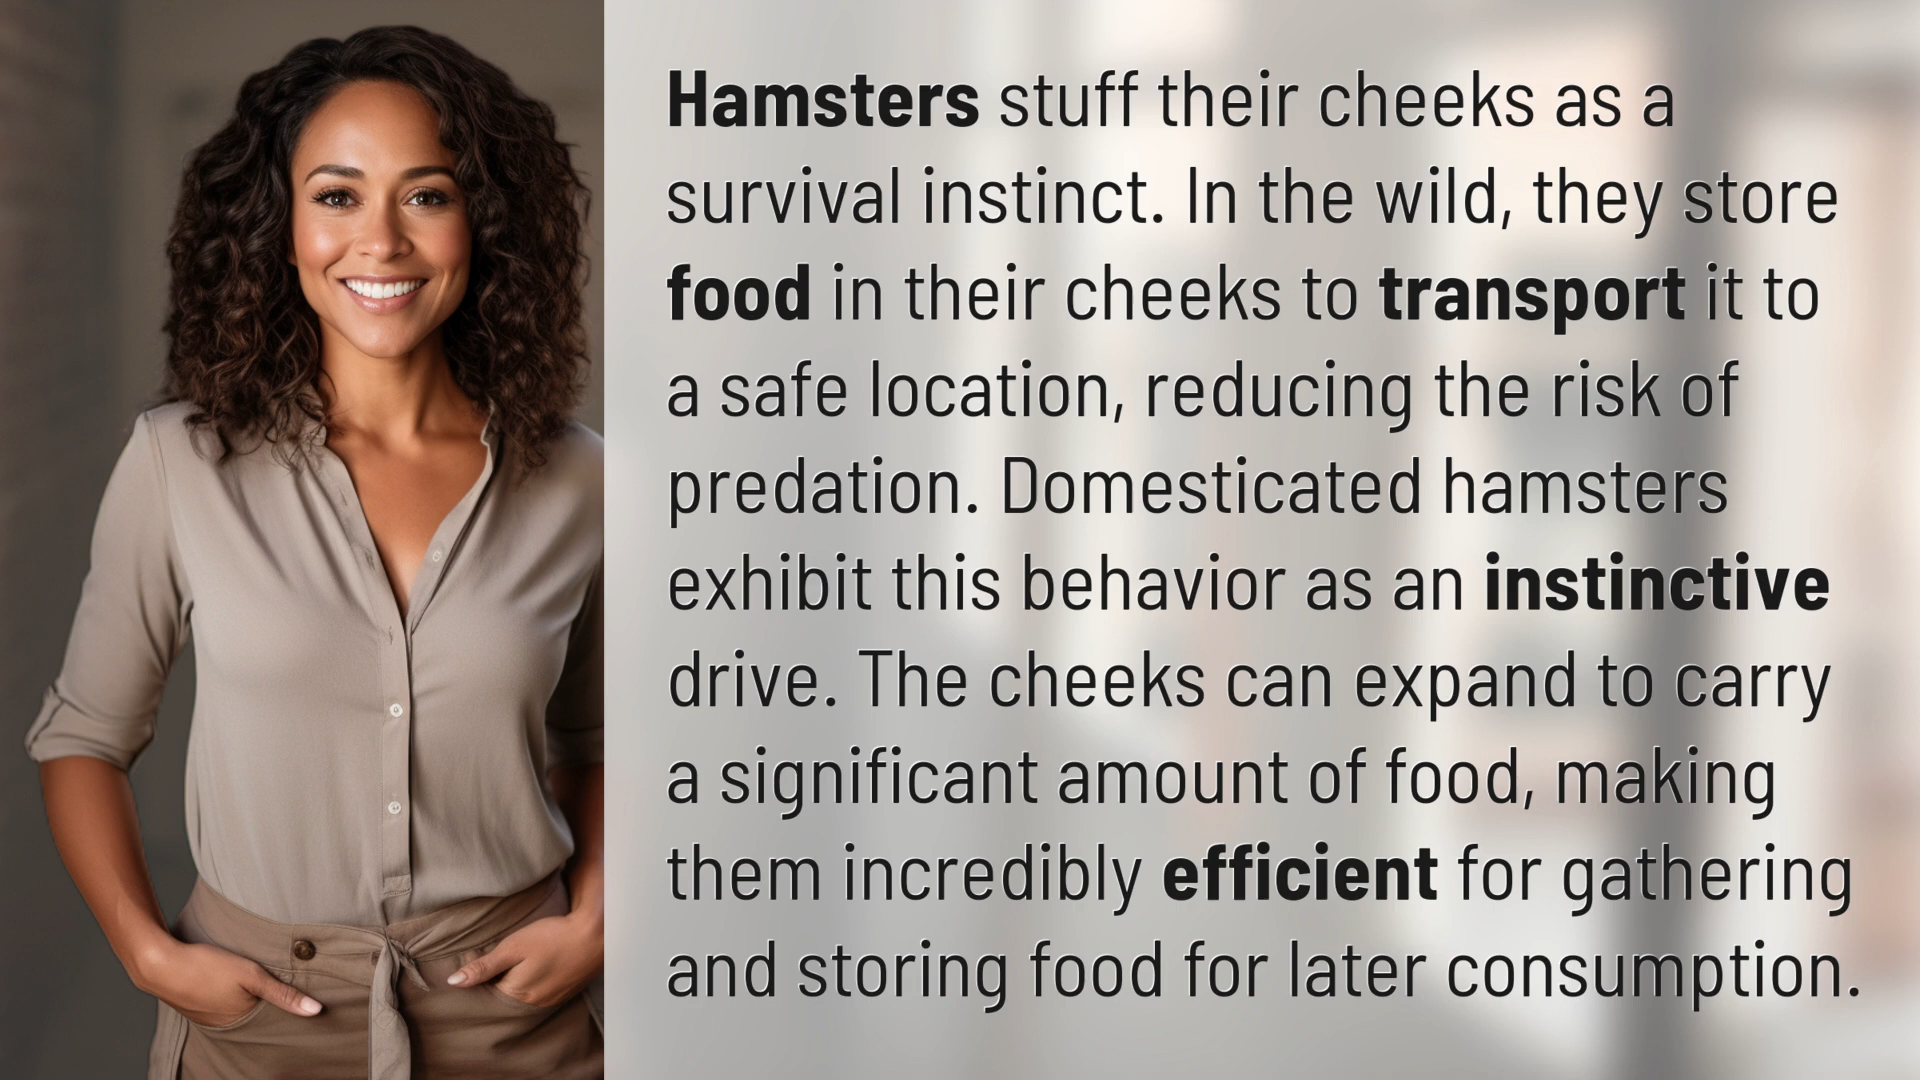 Hamsters stuff their cheeks as a
survival instinct. In the wild, they store
food in their cheeks to transport it to
a safe location, reducing the risk of
predation. Domesticated hamsters
exhibit this behavior as an instinctive
drive. The cheeks can expand to carry
a significant amount of food, making
them incredibly efficient for gathering
and storing food for later consumption.